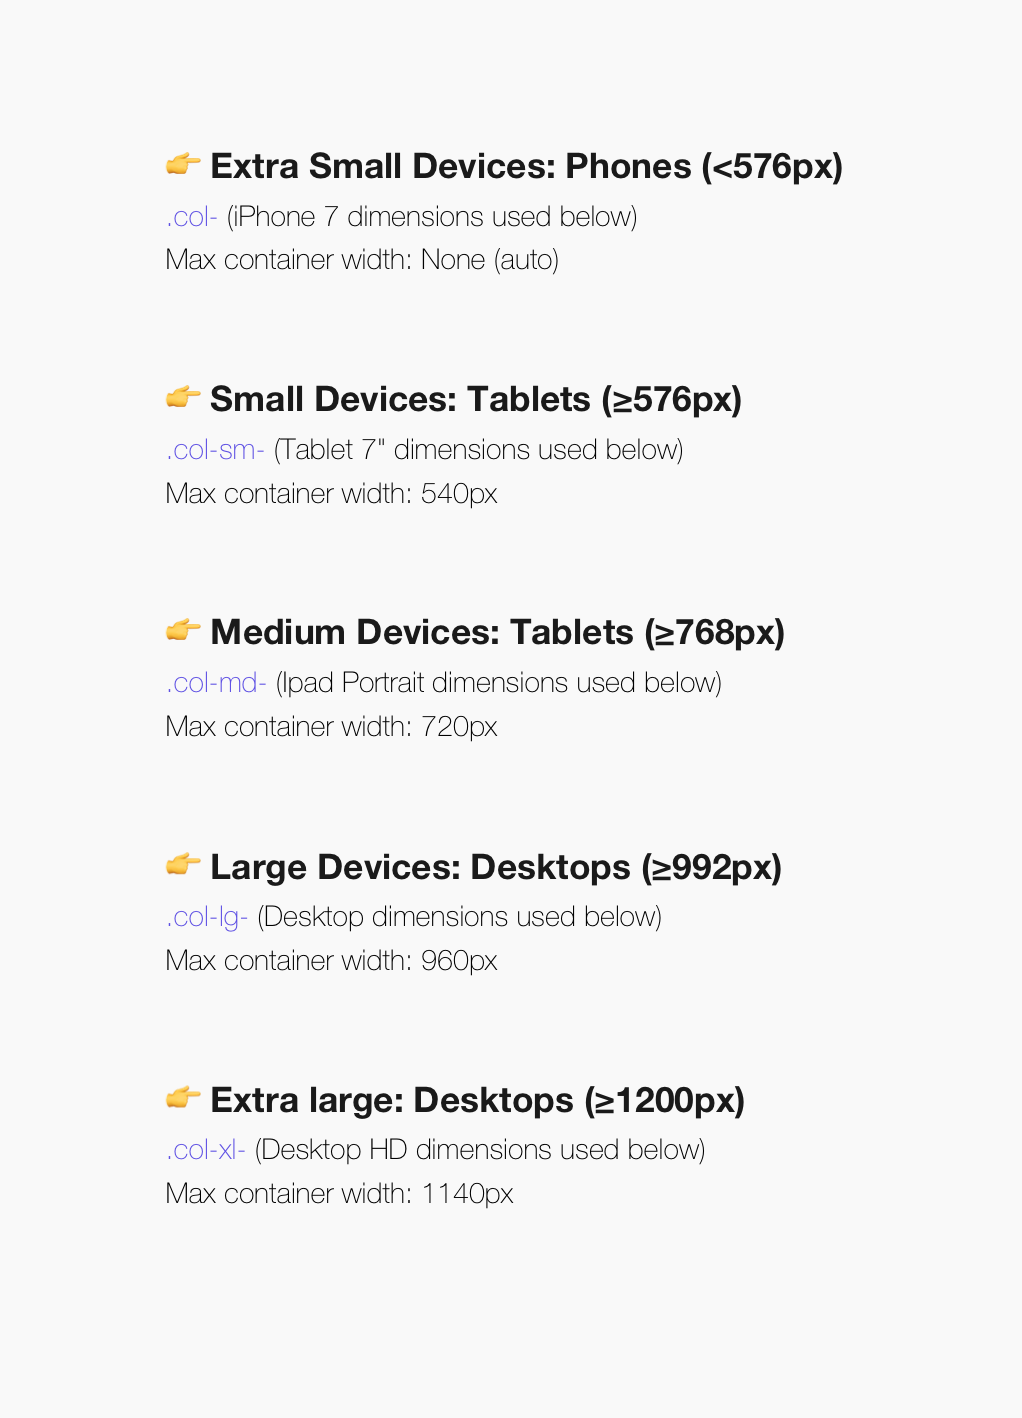 👉 Extra Small Devices: Phones (<576px)
.col- (iPhone 7 dimensions used below)
Max container width: None (auto)
👉 Small Devices: Tablets (≥576px)
.col-sm- (Tablet 7" dimensions used below)
Max container width: 540px
👉 Medium Devices: Tablets (≥768px)
.col-md- (Ipad Portrait dimensions used below)
Max container width: 720px
👉 Large Devices: Desktops (≥992px)
.col-lg- (Desktop dimensions used below)
Max container width: 960px
👉 Extra large: Desktops (≥1200px)
.col-xl- (Desktop HD dimensions used below)
Max container width: 1140px